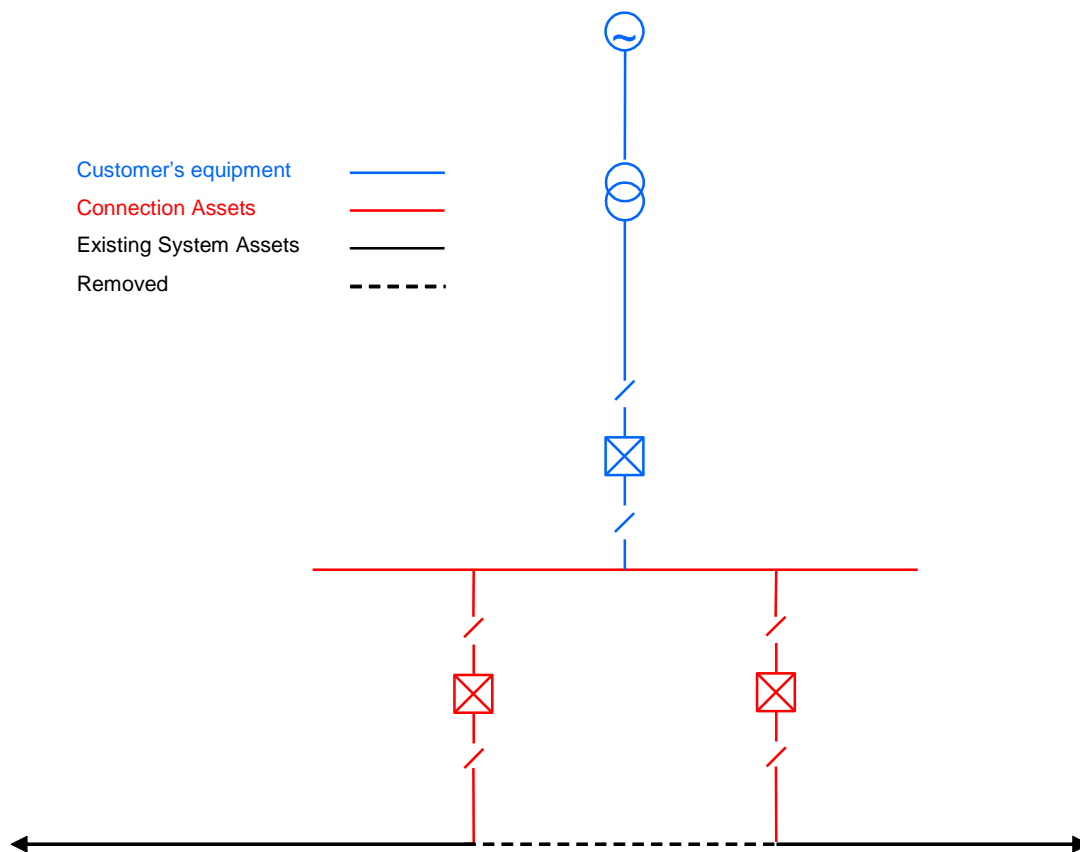 Customer’s equipment
Connection Assets
Existing System Assets
Removed